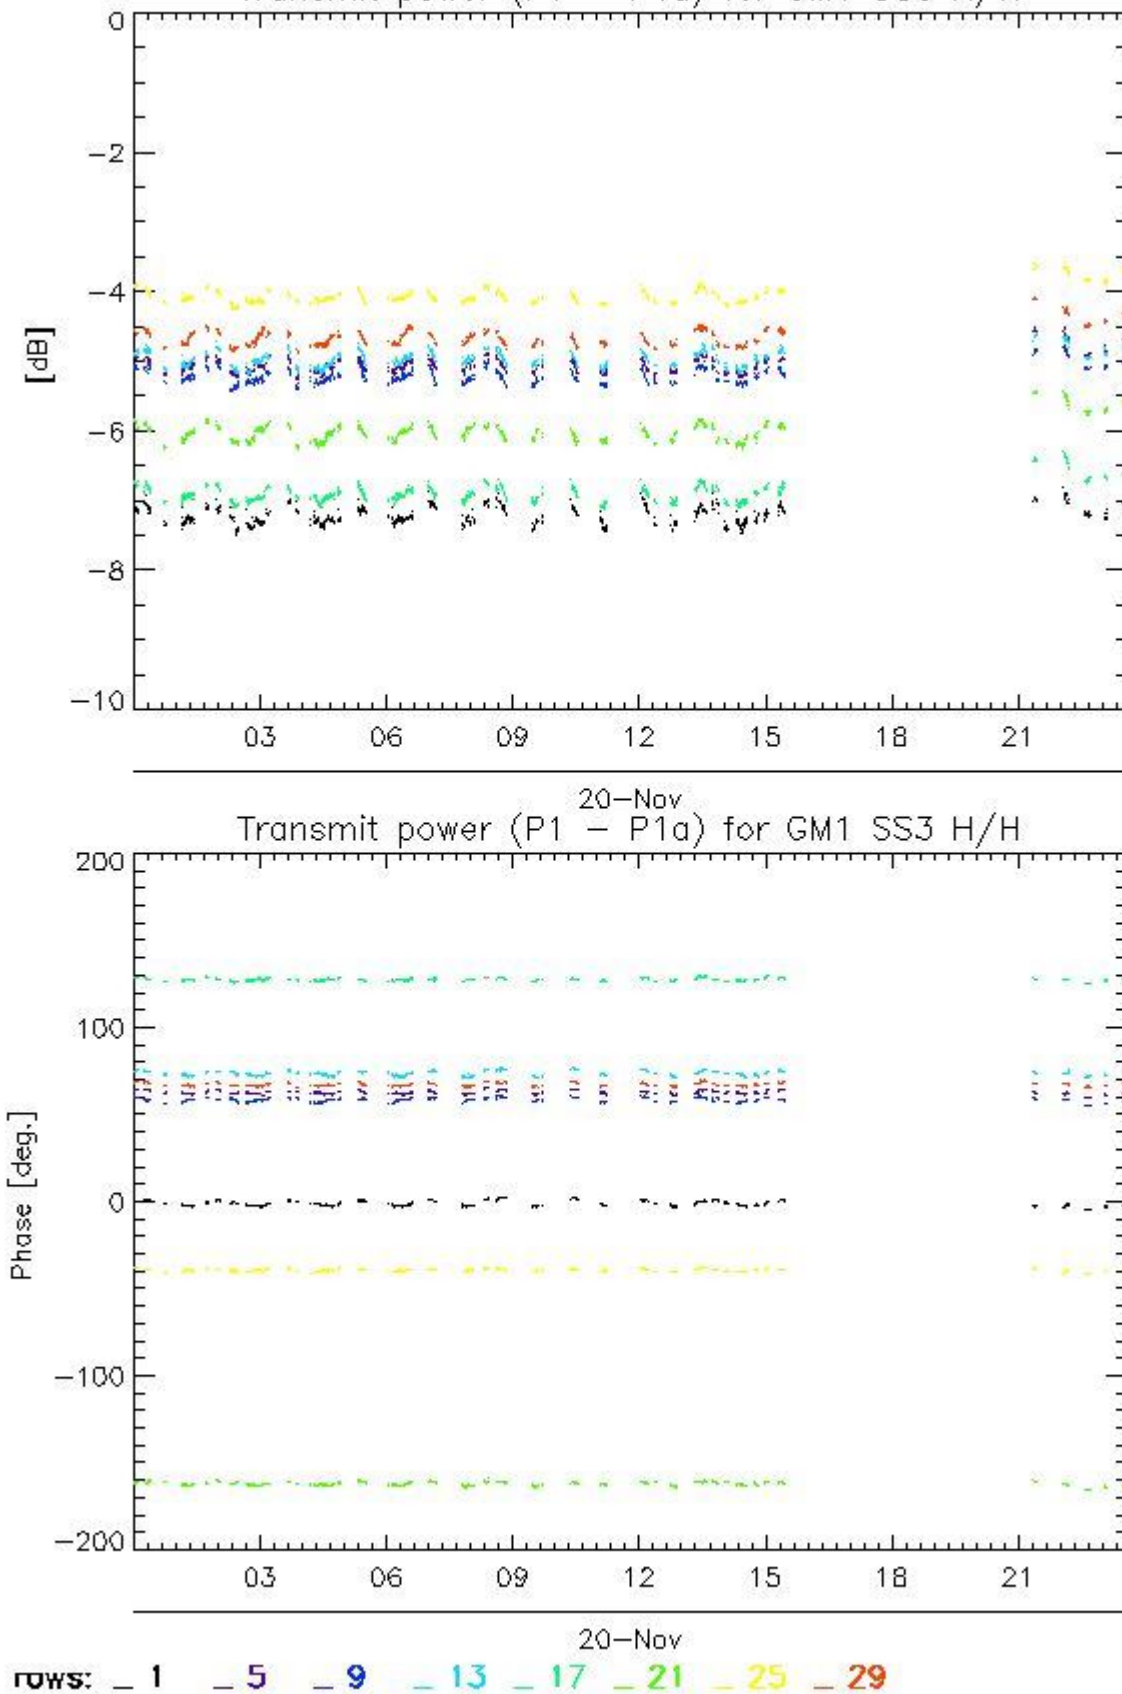 0
−2
−4
[dB]
−6
−8
−10
03 06 09 12 15 18 21
20−Nov
Transmit power (P1 − P1a) for GM1 SS3 H/H
200
100
Phase [deg.]
0
−100
−200
03 06 09 12 15 18 21
20−Nov
rows: _ 1 _ 5 _ 9 _ 13 _ 17 _ 21 _ 25 _ 29